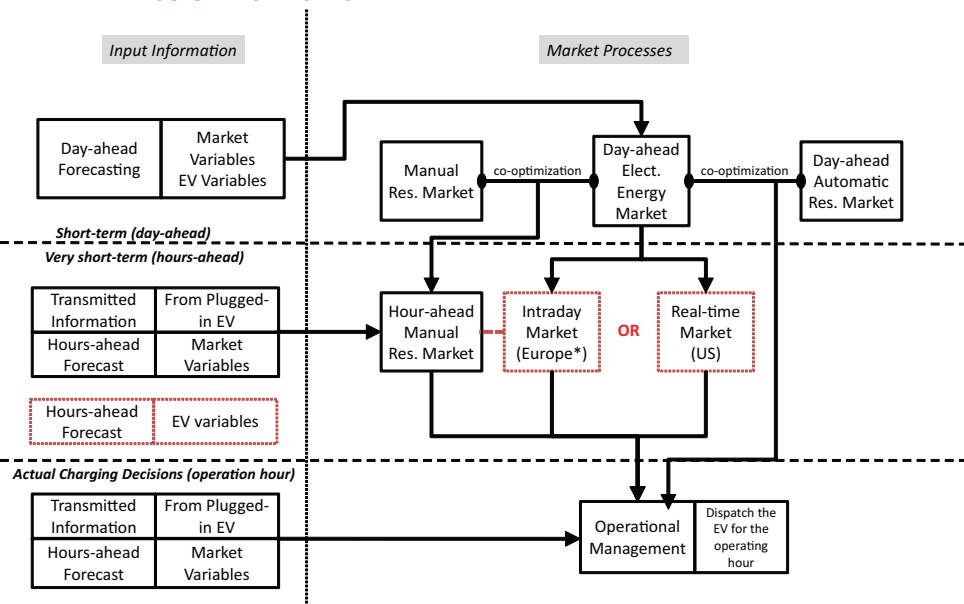 Input Information
Market Processes
Day-ahead
Forecasting
Market
Variables
EV Variables
Manual
Res. Market
co-optimization
Day-ahead
Elect.
Energy
Market
co-optimization
Day-ahead
Automatic
Res. Market
Short-term (day-ahead)
Very short-term (hours-ahead)
Transmitted
Information
From Plugged-
in EV
Hours-ahead
Forecast
Market
Variables
Hour-ahead
Manual
Res. Market
Intraday
Market
(Europe*)
OR
Real-time
Market
(US)
Hours-ahead
Forecast
EV variables
Actual Charging Decisions (operation hour)
Transmitted
Information
From Plugged-
in EV
Hours-ahead
Forecast
Market
Variables
Operational
Management
Dispatch the
EV for the
operating
hour